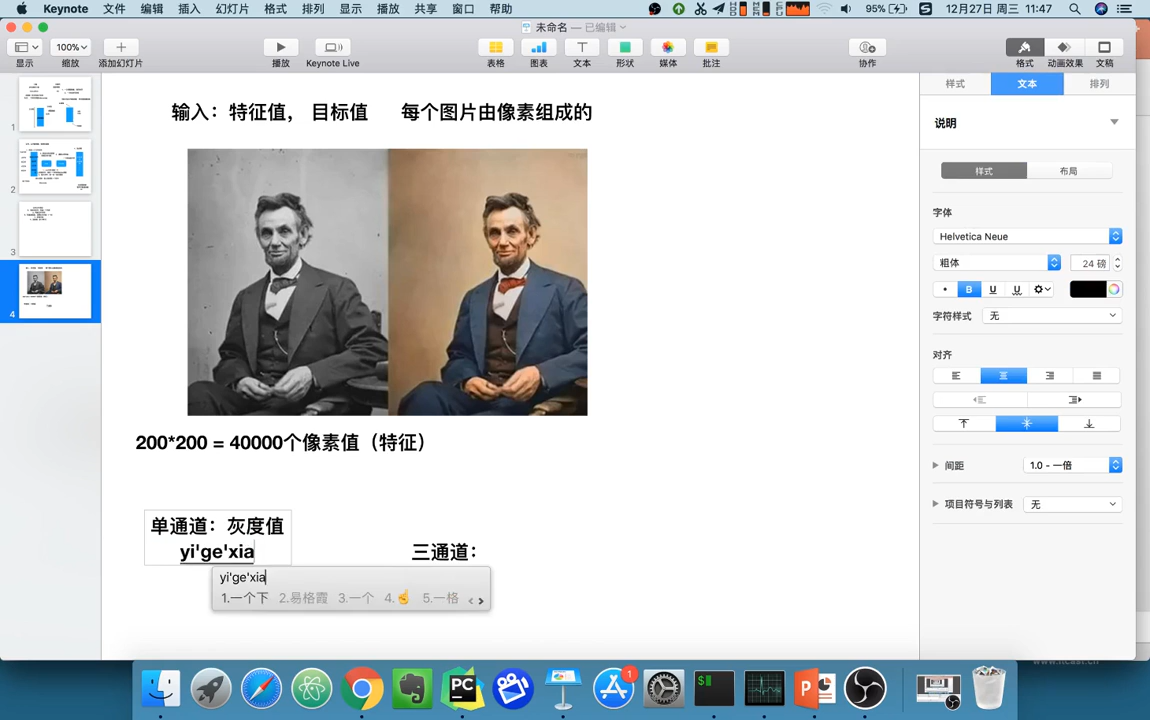 Keynote 文件 编辑 插入 幻灯片 格式 排列 显示 播放 共享 窗口 帮助 95% 12月27日 周三 11:47
未命名 — 已编辑
100%
显示 缩放 添加幻灯片 播放 Keynote Live 表格 图表 文本 形状 媒体 批注 协作 格式 动画效果 文稿
样式 文本 排列
说明
样式 布局
字体
Helvetica Neue
粗体 24 磅
B U U
字符样式 无
对齐
间距 1.0 - 一倍
项目符号与列表 无
1
2
3
4
输入：特征值， 目标值 每个图片由像素组成的
200*200 = 40000个像素值（特征）
单通道：灰度值
yi'ge'xia
三通道：
yi'ge'xia
1.一个下 2.易格霞 3.一个 4.☝ 5.一格 < >
www.itcast.cn
PC
1
$
P